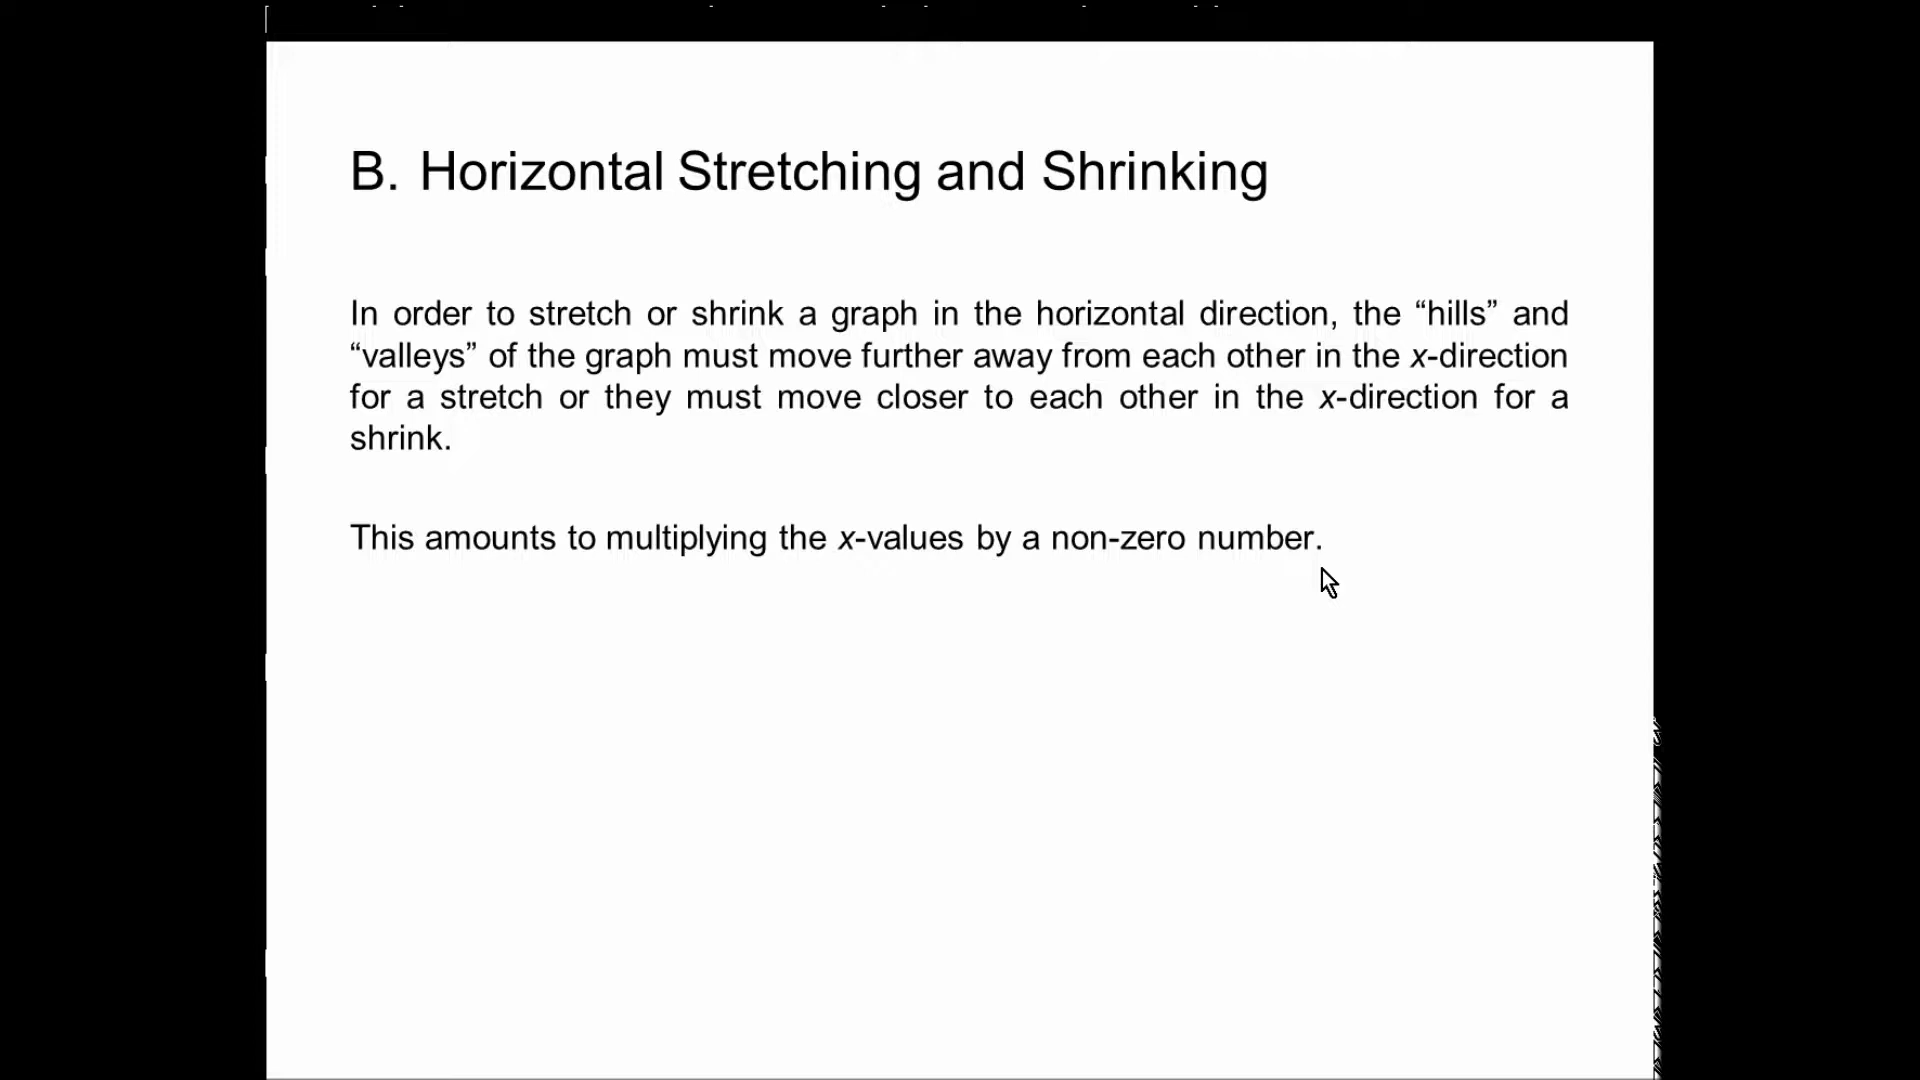 B. Horizontal Stretching and Shrinking
In order to stretch or shrink a graph in the horizontal direction, the “hills” and
“valleys” of the graph must move further away from each other in the x-direction
for a stretch or they must move closer to each other in the x-direction for a
shrink.
This amounts to multiplying the x-values by a non-zero number.